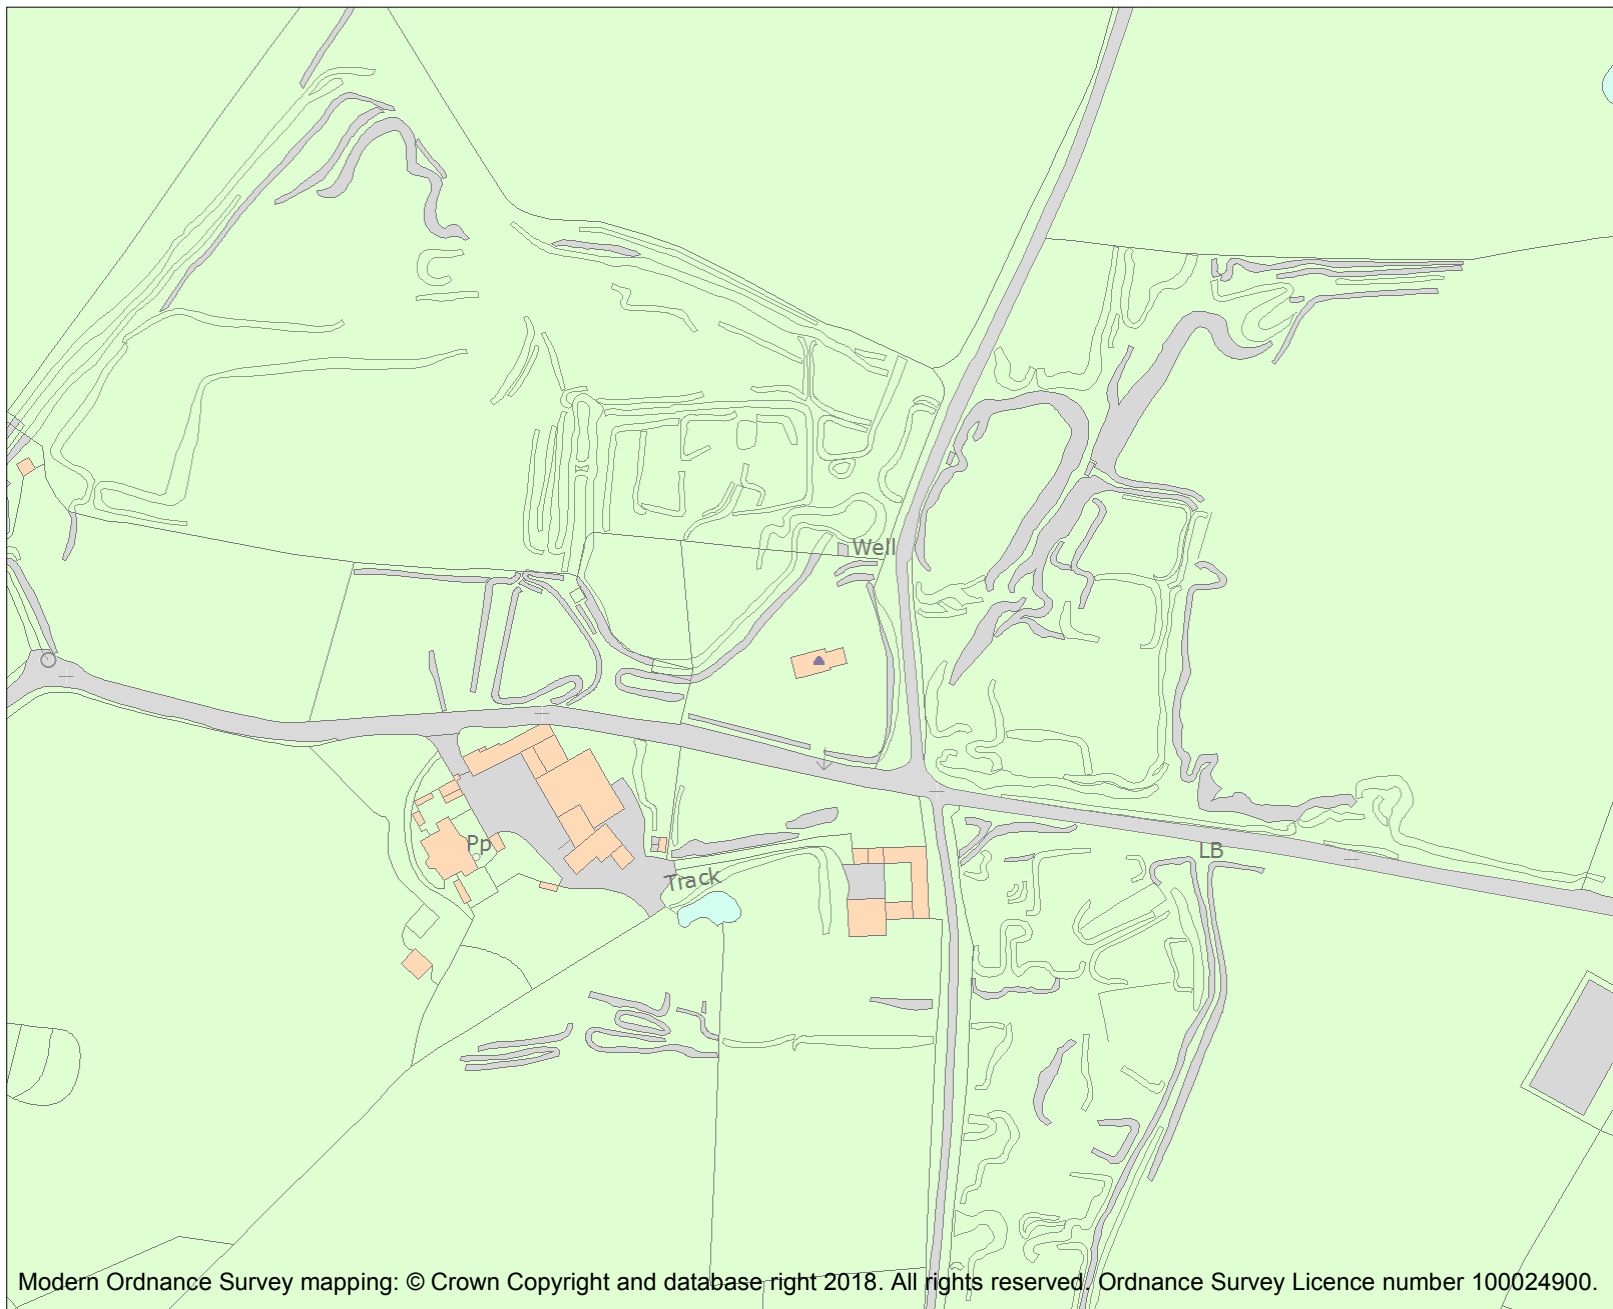 Well
Pp
LB
Track
Modern Ordnance Survey mapping: © Crown Copyright and database right 2018. All rights reserved. Ordnance Survey Licence number 100024900.